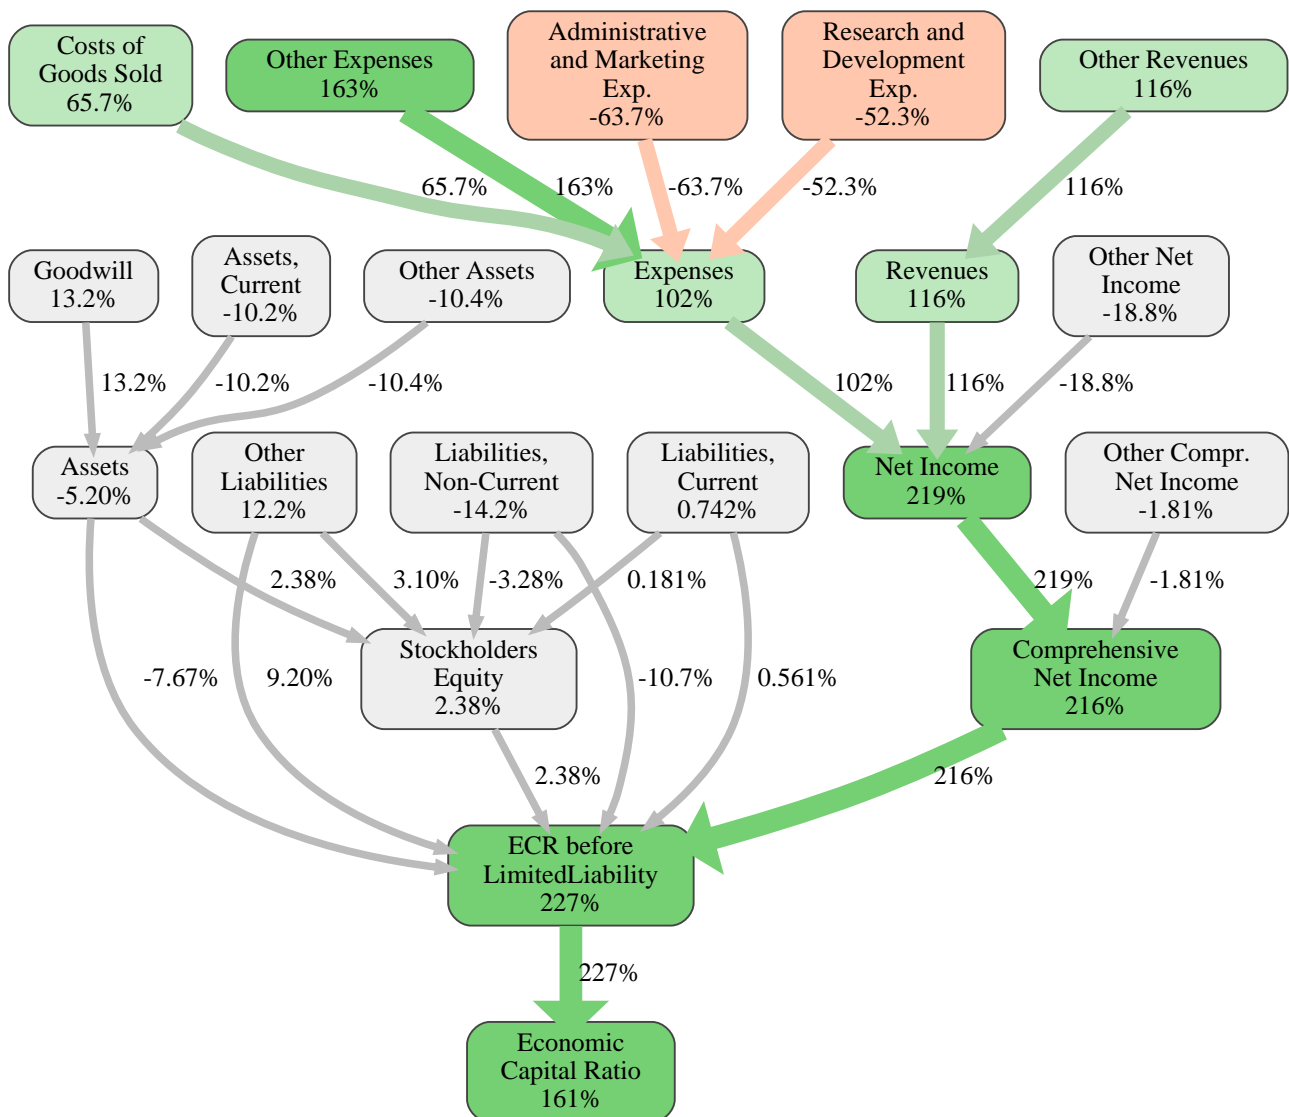 Costs of
Goods Sold
65.7%
Other Expenses
163%
Administrative
and Marketing
Exp.
-63.7%
Research and
Development
Exp.
-52.3%
Other Revenues
116%
65.7%
163%
-63.7%
-52.3%
116%
Goodwill
13.2%
Assets,
Current
-10.2%
Other Assets
-10.4%
Expenses
102%
Revenues
116%
Other Net
Income
-18.8%
13.2%
-10.2%
-10.4%
102%
116%
-18.8%
Assets
-5.20%
Other
Liabilities
12.2%
Liabilities,
Non-Current
-14.2%
Liabilities,
Current
0.742%
Net Income
219%
Other Compr.
Net Income
-1.81%
2.38%
3.10%
-3.28%
0.181%
219%
-1.81%
-7.67%
9.20%
Stockholders
Equity
2.38%
-10.7%
0.561%
Comprehensive
Net Income
216%
2.38%
216%
ECR before
LimitedLiability
227%
227%
Economic
Capital Ratio
161%